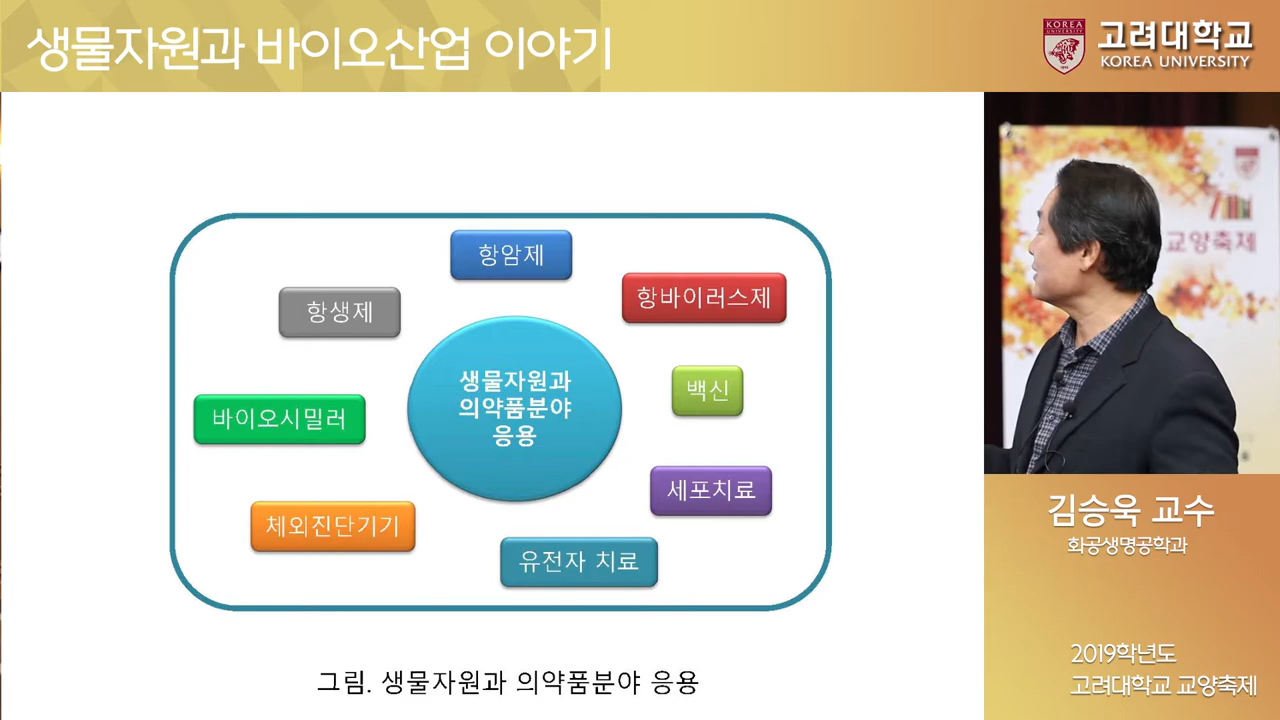 생물자원과 바이오산업 이야기
KOREA
UNIVERSITY
1905
고려대학교
KOREA UNIVERSITY
항암제
항바이러스제
항생제
생물자원과
의약품분야
응용
백신
바이오시밀러
세포치료
체외진단기기
유전자 치료
그림. 생물자원과 의약품분야 응용
교양축제
김승욱 교수
화공생명공학과
2019학년도
고려대학교 교양축제